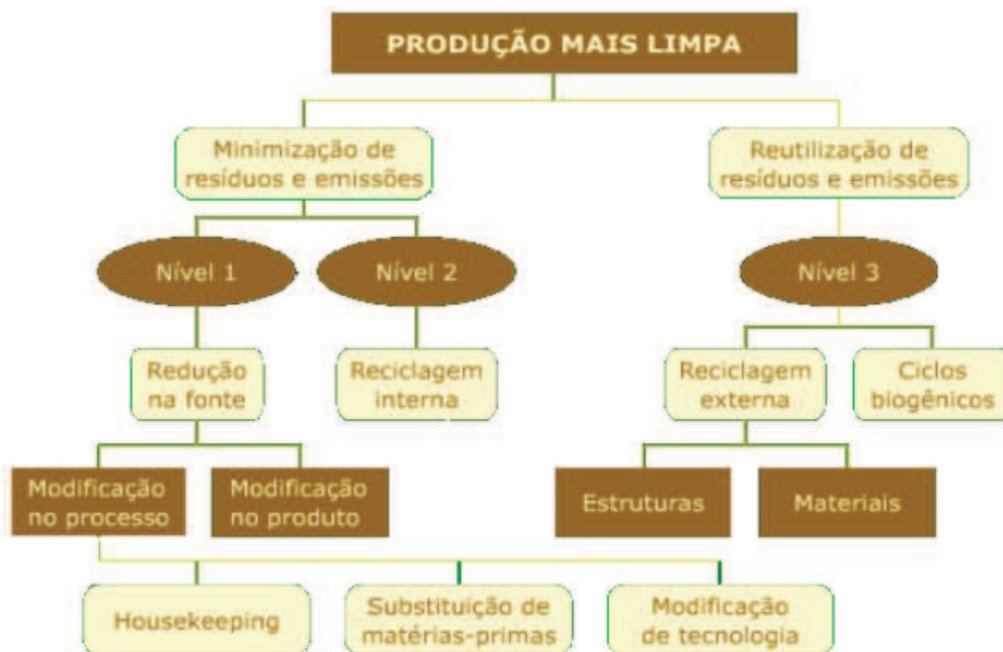 PRODUÇÃO MAIS LIMPA
Minimização de
resíduos e emissões
Reutilização de
resíduos e emissões
Nível 1
Nível 2
Nível 3
Redução
na fonte
Reciclagem
interna
Reciclagem
externa
Ciclos
biogênicos
Modificação
no processo
Modificação
no produto
Estruturas
Materiais
Housekeeping
Substituição de
matérias-primas
Modificação
de tecnologia